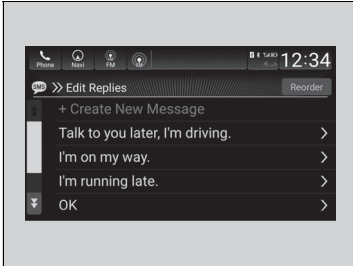 Phone
Navi
FM
12:34
SMS
Edit Replies
Reorder
+ Create New Message
Talk to you later, I'm driving.
I'm on my way.
I'm running late.
OK